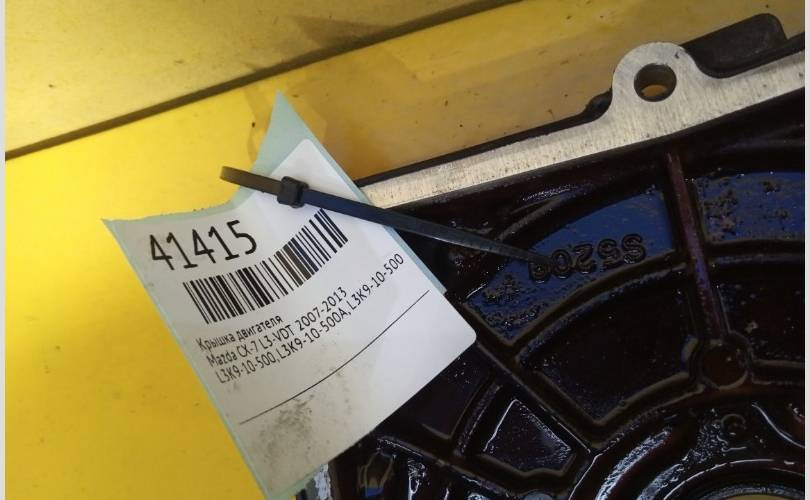 41415
Крышка двигателя
Mazda CX-7 L3-VDT 2007-2013
L3K9-10-500, L3K9-10-500A, L3K9-10-500